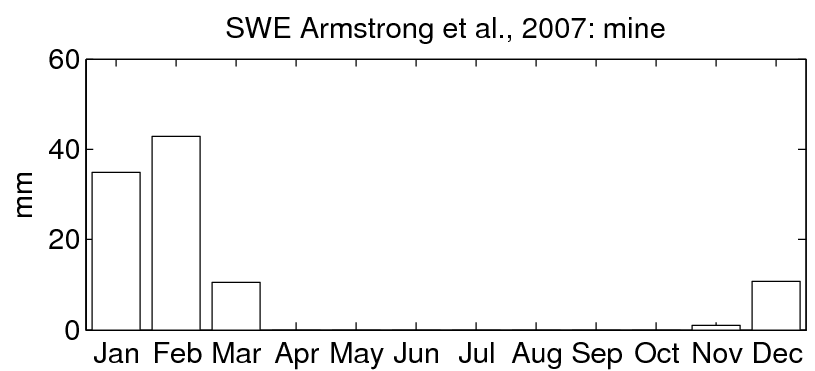 SWE Armstrong et al., 2007: mine
60
40
20
0
mm
Jan Feb Mar Apr May Jun Jul Aug Sep Oct Nov Dec